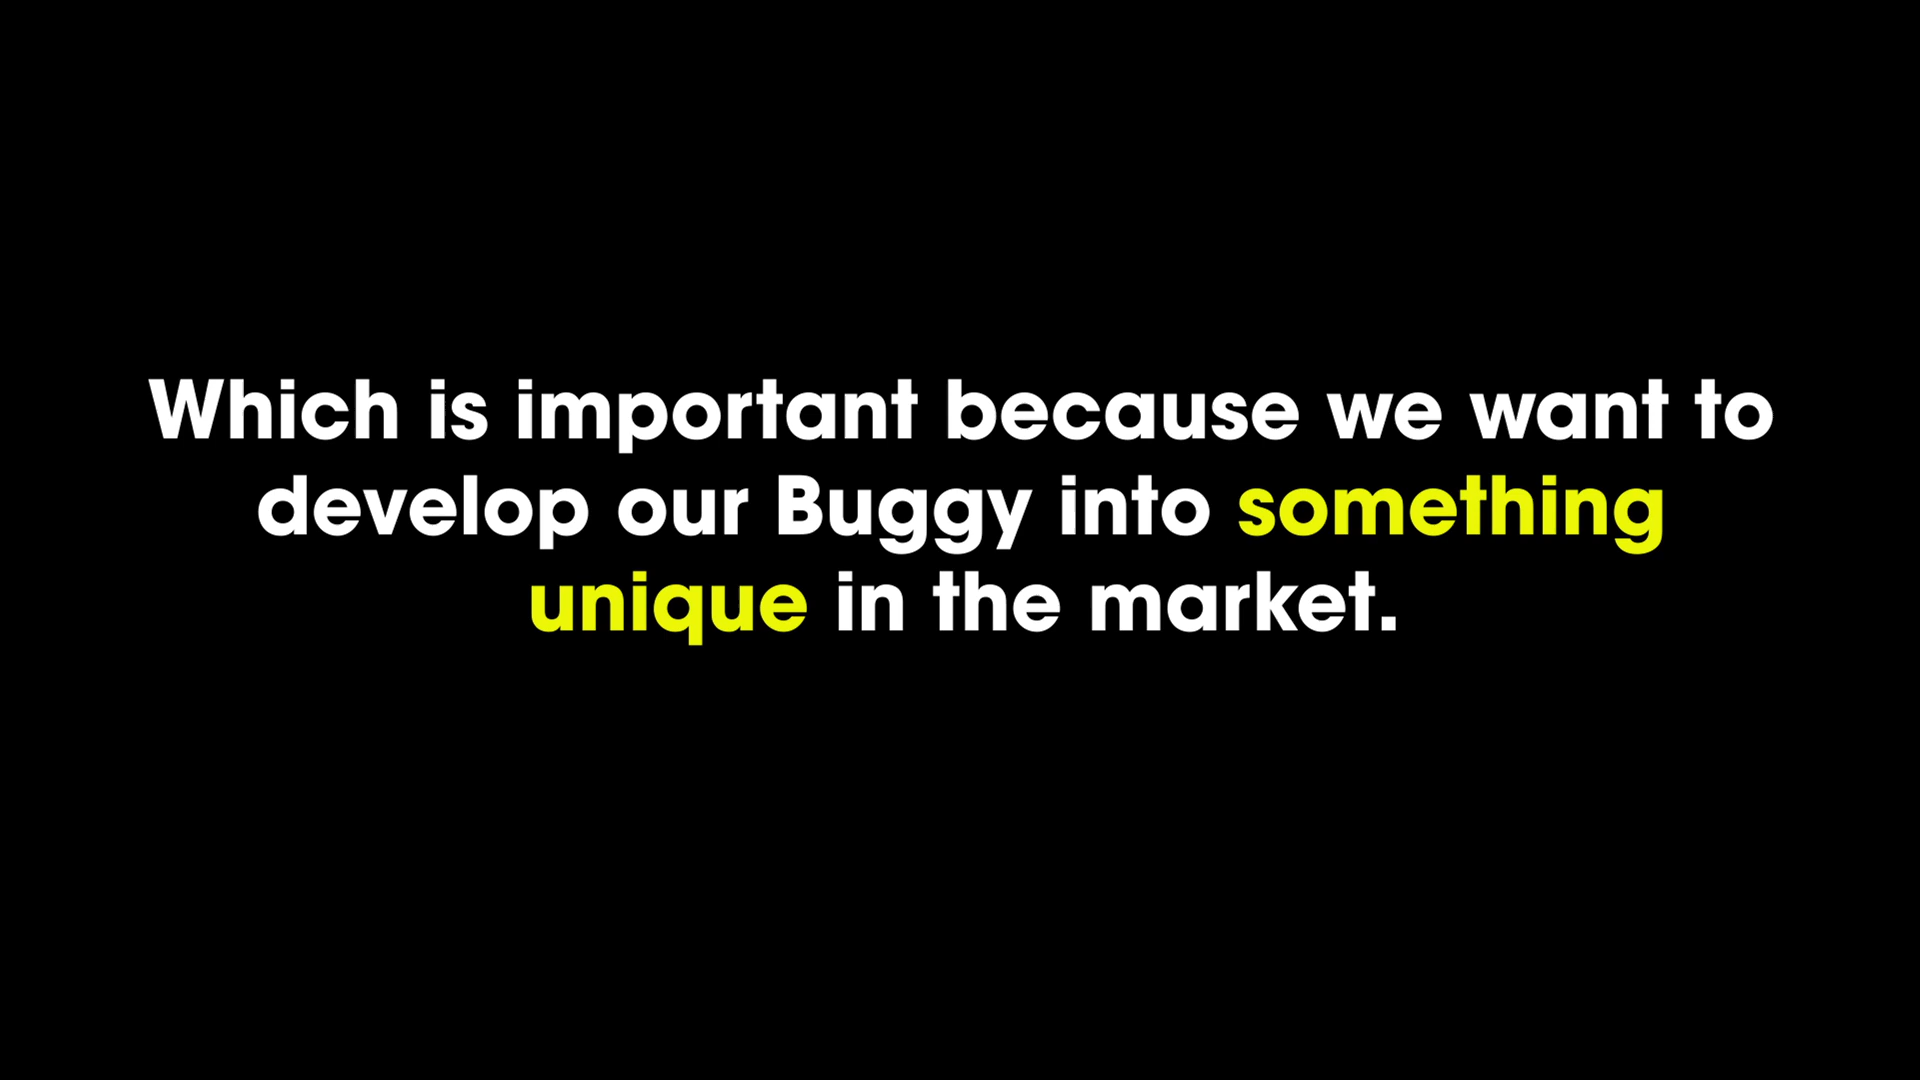 Which is important because we want to
develop our Buggy into something
unique in the market.